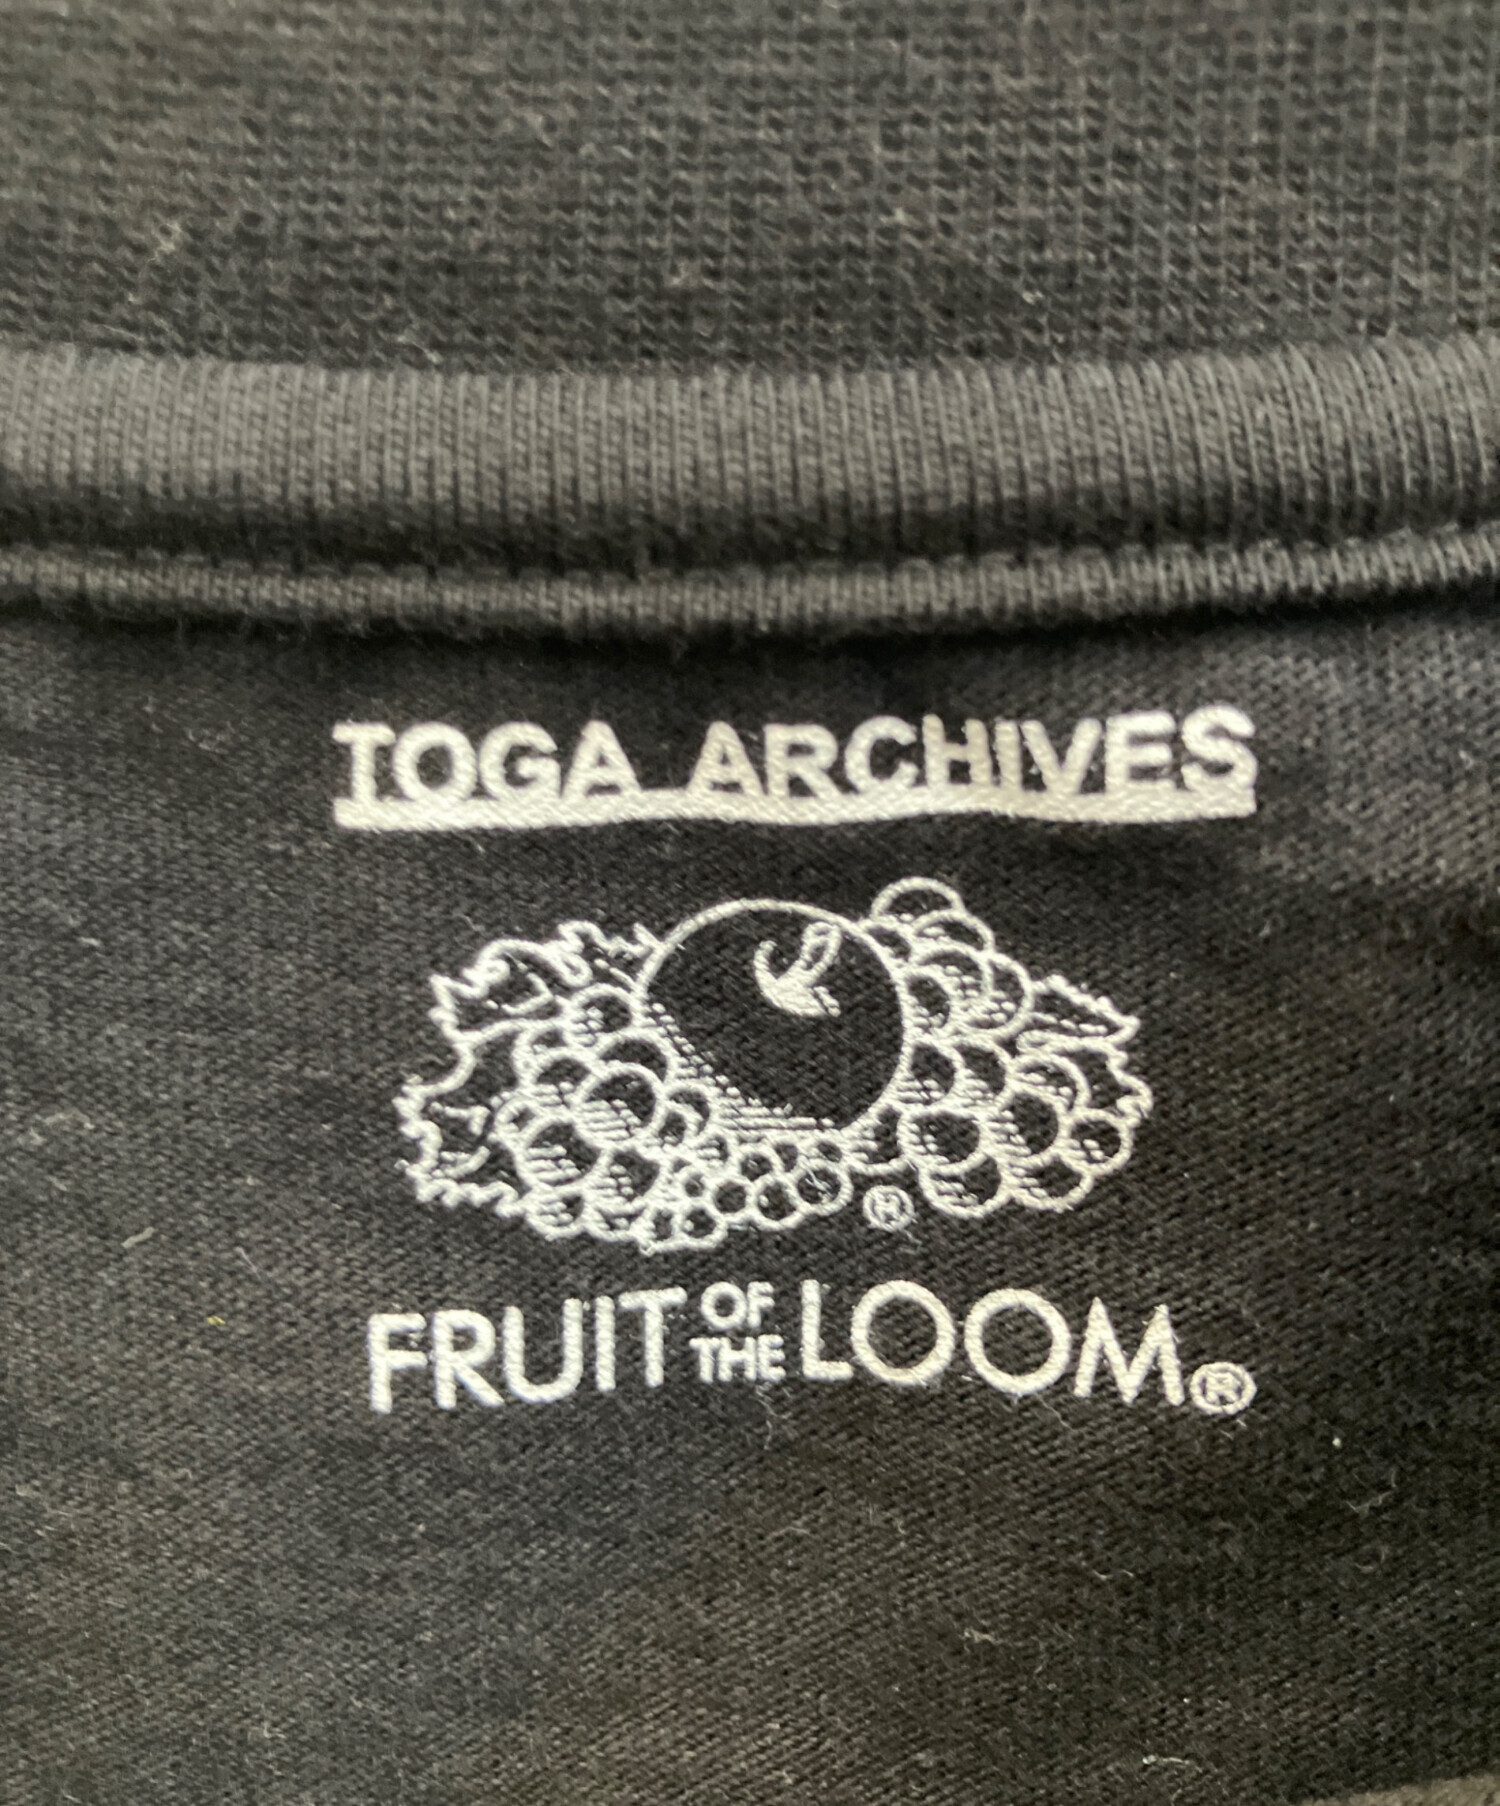 TOGA ARCHIVES
®
FRUIT OF THE LOOM®